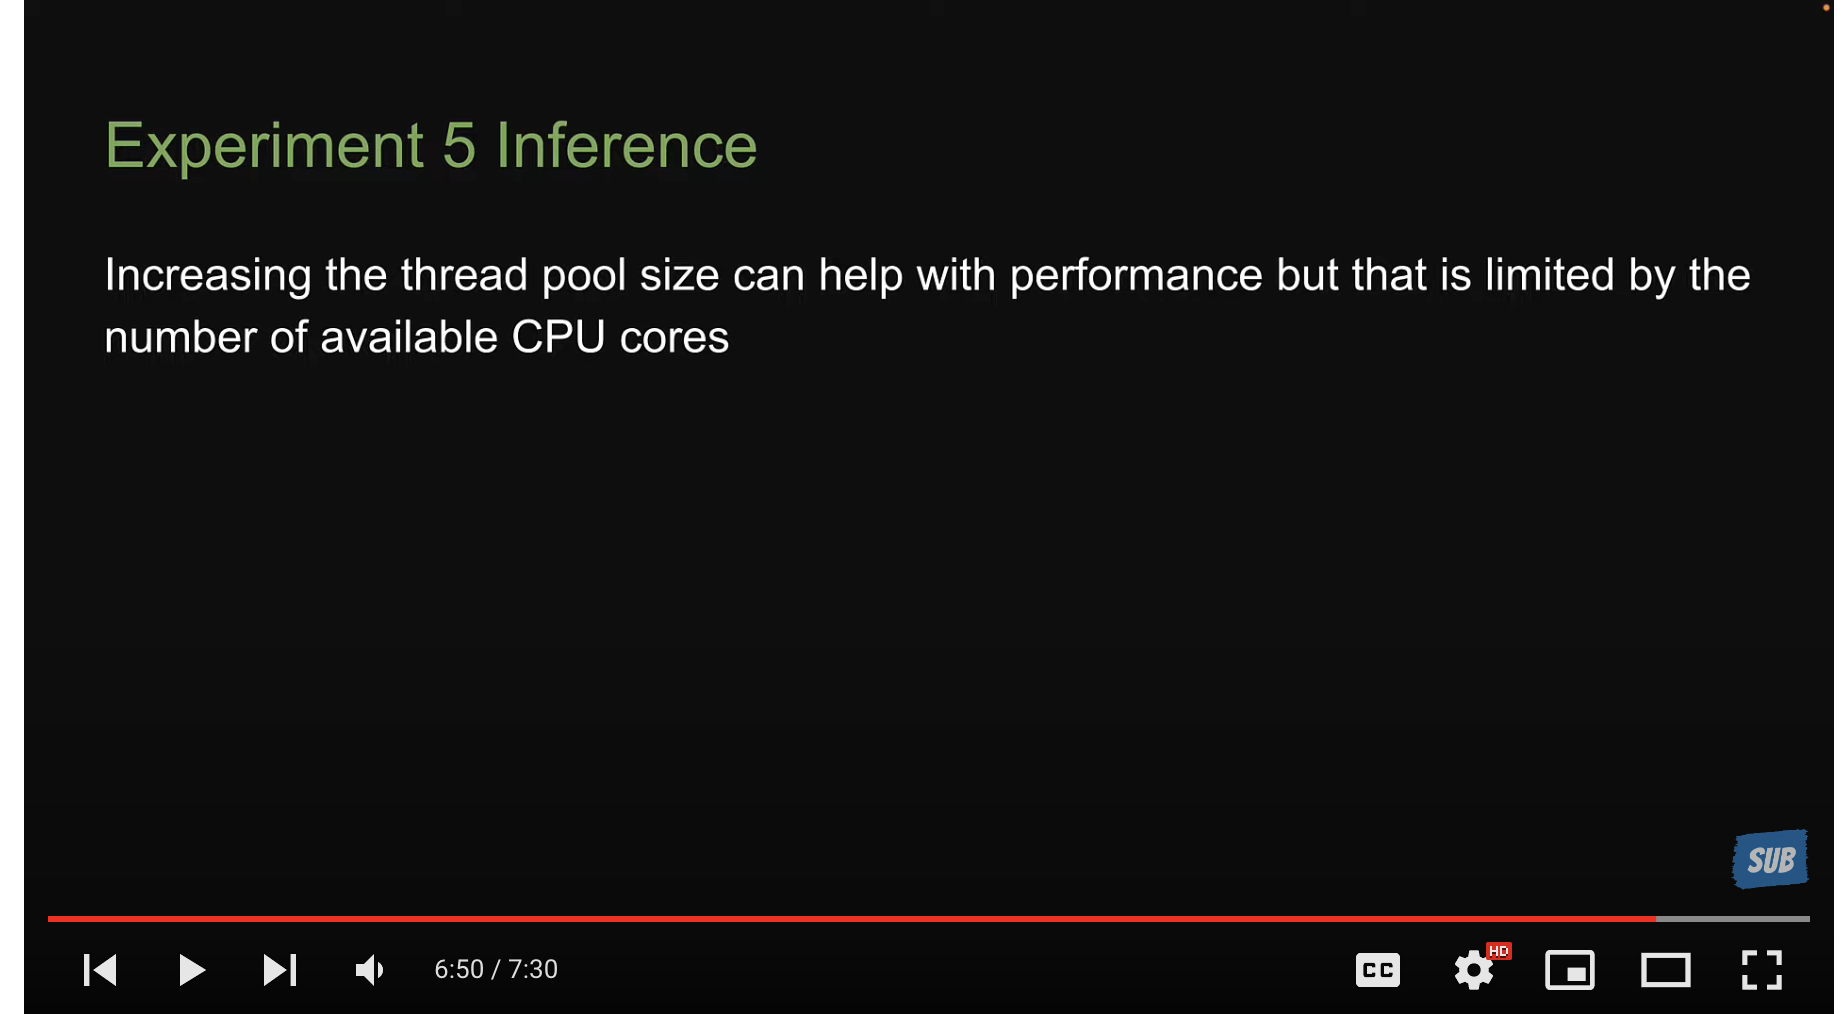 Experiment 5 Inference
Increasing the thread pool size can help with performance but that is limited by the
number of available CPU cores
SUB
6:50 / 7:30
CC
HD